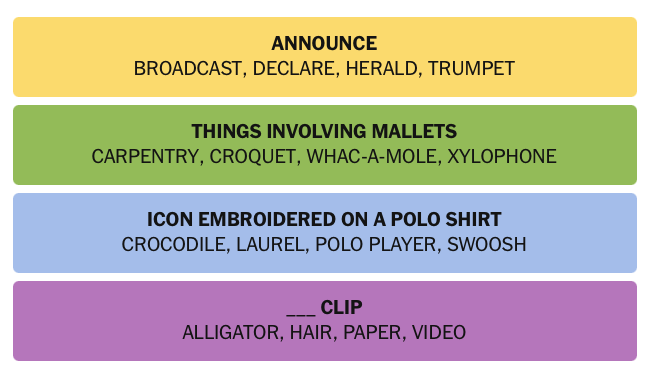 ANNOUNCE
BROADCAST, DECLARE, HERALD, TRUMPET
THINGS INVOLVING MALLETS
CARPENTRY, CROQUET, WHAC-A-MOLE, XYLOPHONE
ICON EMBROIDERED ON A POLO SHIRT
CROCODILE, LAUREL, POLO PLAYER, SWOOSH
___ CLIP
ALLIGATOR, HAIR, PAPER, VIDEO